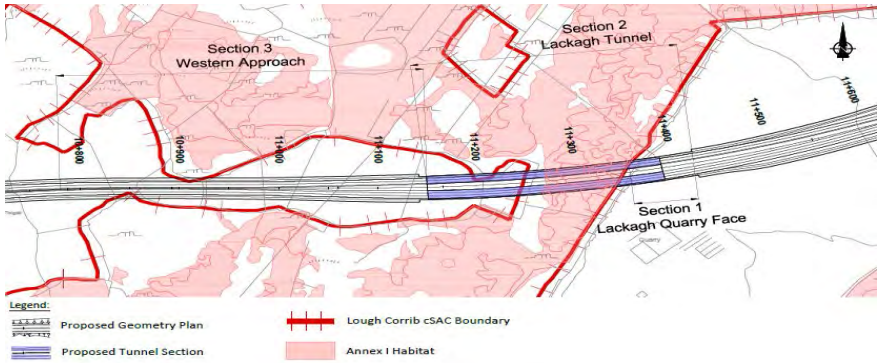 Section 3
Western Approach
Section 2
Lackagh Tunnel
10+800
10+900
11+000
11+100
11+200
11+300
11+400
11+500
11+600
Section 1
Lackagh Quarry Face
Quarry
Legend:
Proposed Geometry Plan
Lough Corrib cSAC Boundary
Proposed Tunnel Section
Annex I Habitat